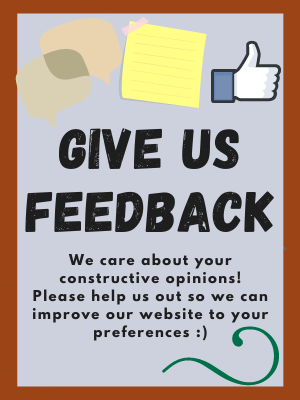 GIVE US
FEEDBACK
We care about your
constructive opinions!
Please help us out so we can
improve our website to your
preferences :)